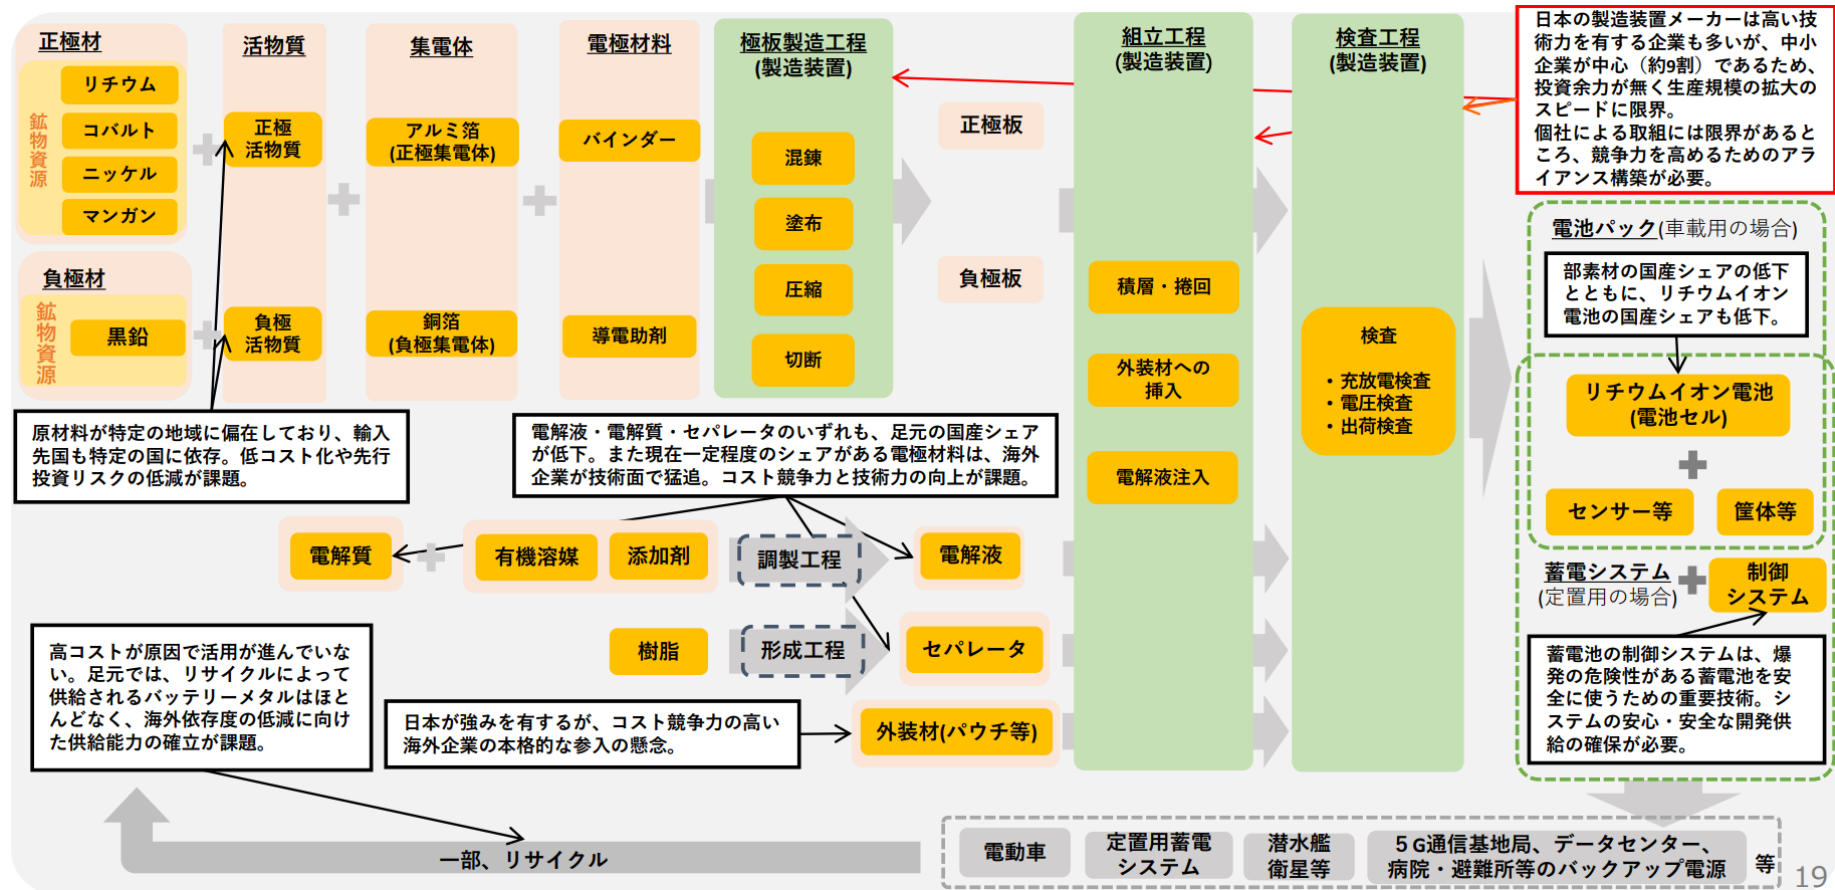 正極材
鉱物資源
リチウム
コバルト
ニッケル
マンガン
負極材
鉱物資源
黒鉛
活物質
正極
活物質
負極
活物質
集電体
アルミ箔
(正極集電体)
銅箔
(負極集電体)
電極材料
バインダー
導電助剤
極板製造工程
(製造装置)
混錬
塗布
圧縮
切断
正極板
負極板
組立工程
(製造装置)
積層・捲回
外装材への
挿入
電解液注入
検査工程
(製造装置)
検査
・充放電検査
・電圧検査
・出荷検査
日本の製造装置メーカーは高い技
術力を有する企業も多いが、中小
企業が中心（約9割）であるため、
投資余力が無く生産規模の拡大の
スピードに限界。
個社による取組には限界があると
ころ、競争力を高めるためのアラ
イアンス構築が必要。
電池パック(車載用の場合)
部素材の国産シェアの低下
とともに、リチウムイオン
電池の国産シェアも低下。
リチウムイオン電池
(電池セル)
センサー等
筐体等
蓄電システム
(定置用の場合)
制御
システム
蓄電池の制御システムは、爆
発の危険性がある蓄電池を安
全に使うための重要技術。シ
ステムの安心・安全な開発供
給の確保が必要。
原材料が特定の地域に偏在しており、輸入
先国も特定の国に依存。低コスト化や先行
投資リスクの低減が課題。
電解液・電解質・セパレータのいずれも、足元の国産シェア
が低下。また現在一定程度のシェアがある電極材料は、海外
企業が技術面で猛追。コスト競争力と技術力の向上が課題。
電解質
有機溶媒
添加剤
調製工程
電解液
樹脂
形成工程
セパレータ
高コストが原因で活用が進んでいな
い。足元では、リサイクルによって
供給されるバッテリーメタルはほと
んどなく、海外依存度の低減に向け
た供給能力の確立が課題。
日本が強みを有するが、コスト競争力の高い
海外企業の本格的な参入の懸念。
外装材(パウチ等)
一部、リサイクル
電動車
定置用蓄電
システム
潜水艦
衛星等
５G通信基地局、データセンター、
病院・避難所等のバックアップ電源
等
19